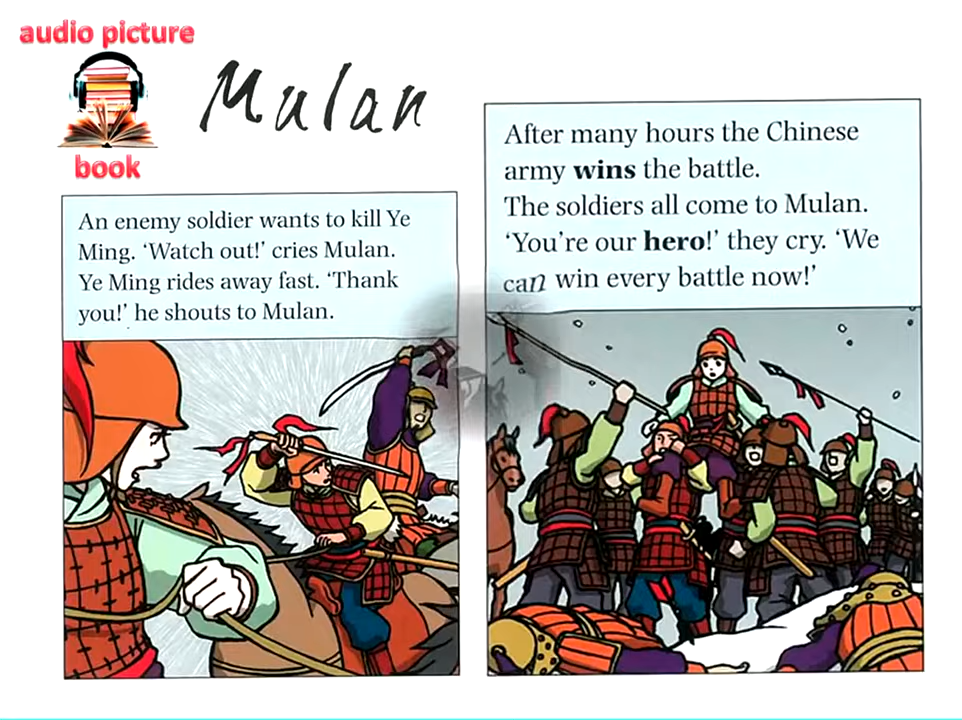 audio picture
book
Mulan
An enemy soldier wants to kill Ye
Ming. ‘Watch out!’ cries Mulan.
Ye Ming rides away fast. ‘Thank
you!’ he shouts to Mulan.
After many hours the Chinese
army wins the battle.
The soldiers all come to Mulan.
‘You’re our hero!’ they cry. ‘We
can win every battle now!’